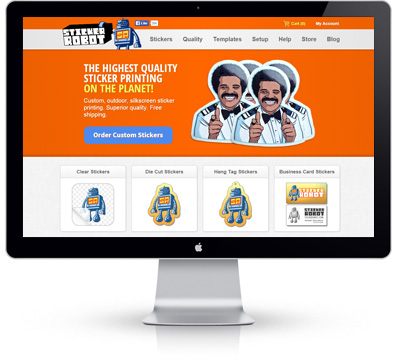 STICKER
ROBOT
Like
Cart (0)
My Account
Stickers Quality Templates Setup Help Store Blog
THE HIGHEST QUALITY
STICKER PRINTING
ON THE PLANET!
Custom, outdoor, silkscreen sticker
printing. Superior quality. Free
shipping.
Order Custom Stickers
Clear Stickers
Die Cut Stickers
Hang Tag Stickers
Business Card Stickers
STICKER
ROBOT